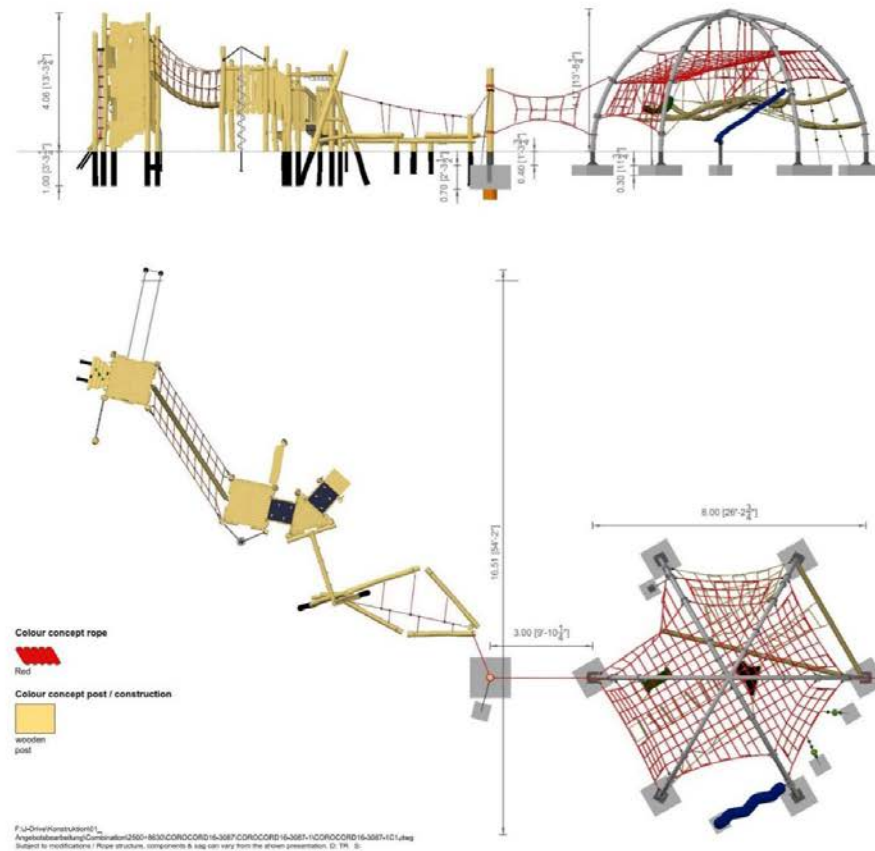 4.06 [13'-3¾"]
1.00 [3'-3¼"]
0.70 [2'-3½"]
0.40 [1'-3¾"]
0.30 [11¾"]
[13'-8¼"]
16.51 [54'-2"]
8.00 [26'-2¾"]
3.00 [9'-10¼"]
Colour concept rope
Red
Colour concept post / construction
wooden
post
Subject to modifications / Rope structure, components & sag can vary from the shown presentation. D: TR S: